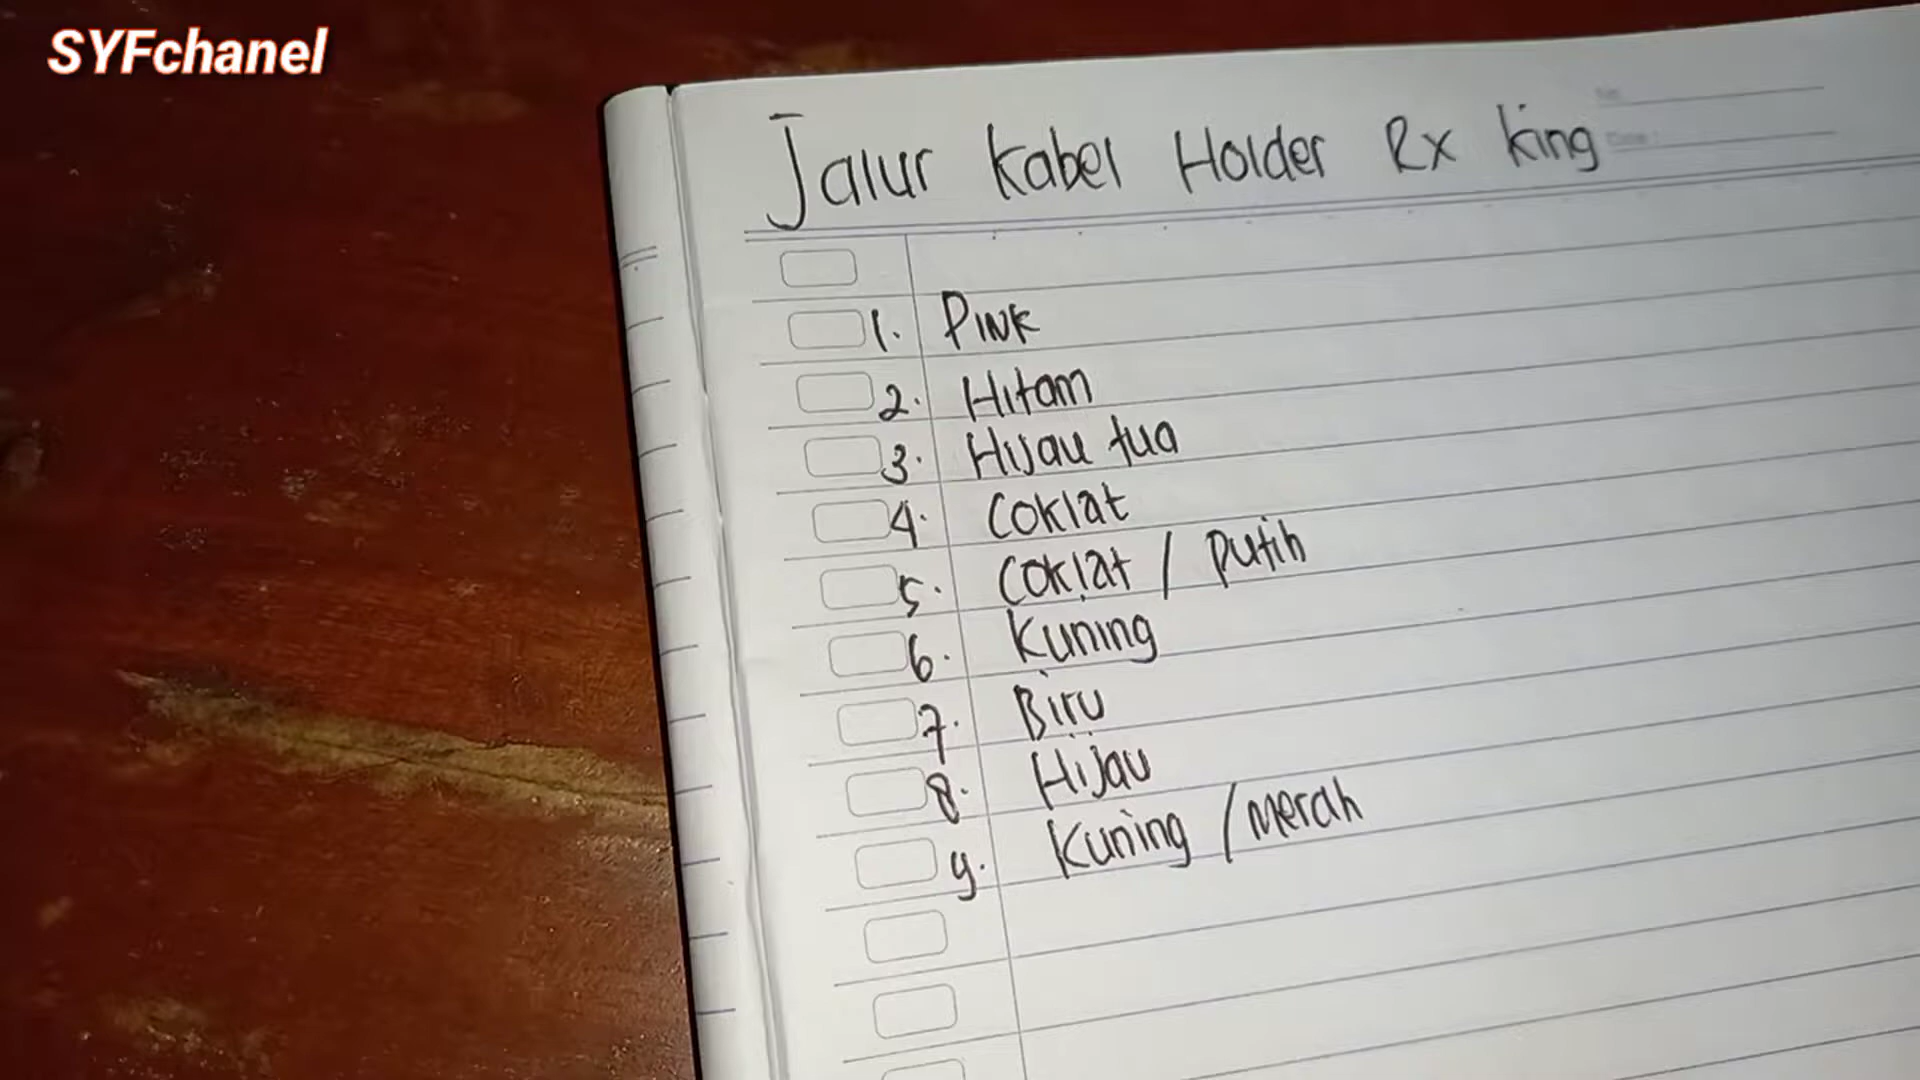 SYFchanel
Jalur Kabel Holder Rx King
1. Pink
2. Hitam
3. Hijau tua
4. Coklat
5. Coklat / putih
6. Kuning
7. Biru
8. Hijau
9. Kuning / Merah